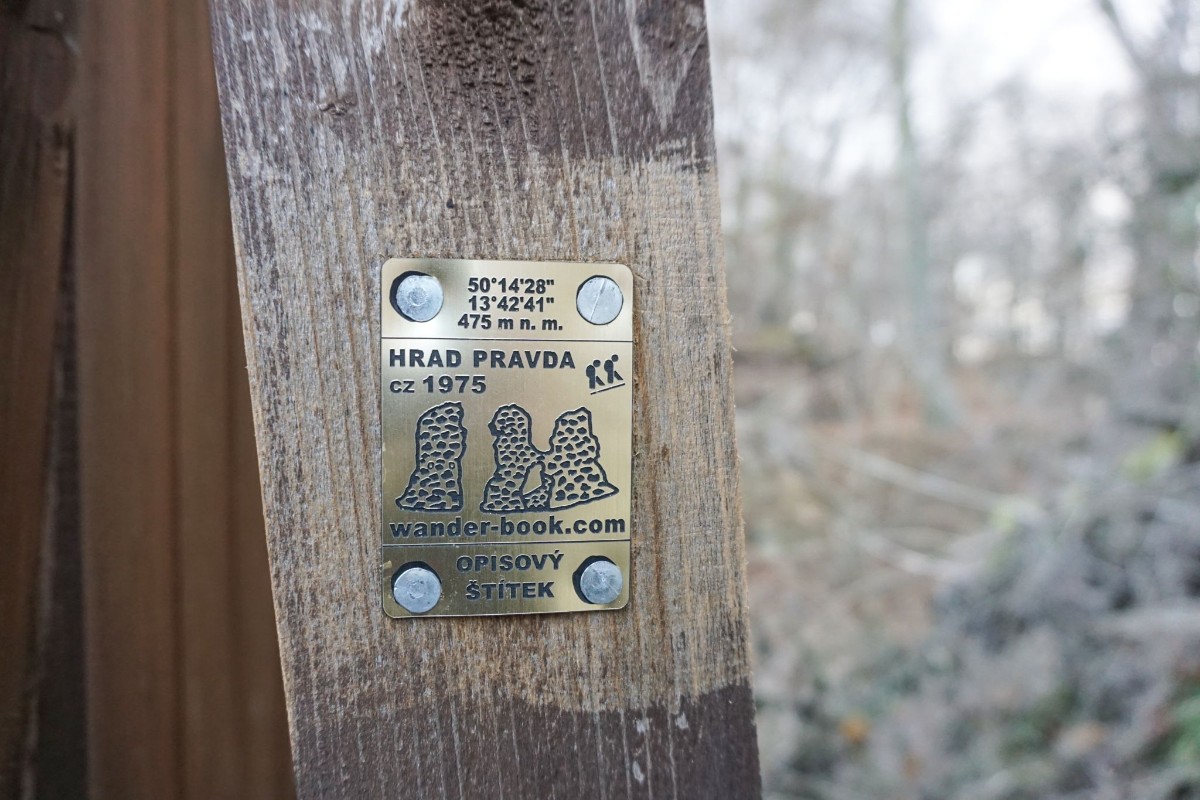 50°14'28"
13°42'41"
475 m n. m.
HRAD PRAVDA
cz 1975
wander-book.com
OPISOVÝ
ŠTÍTEK